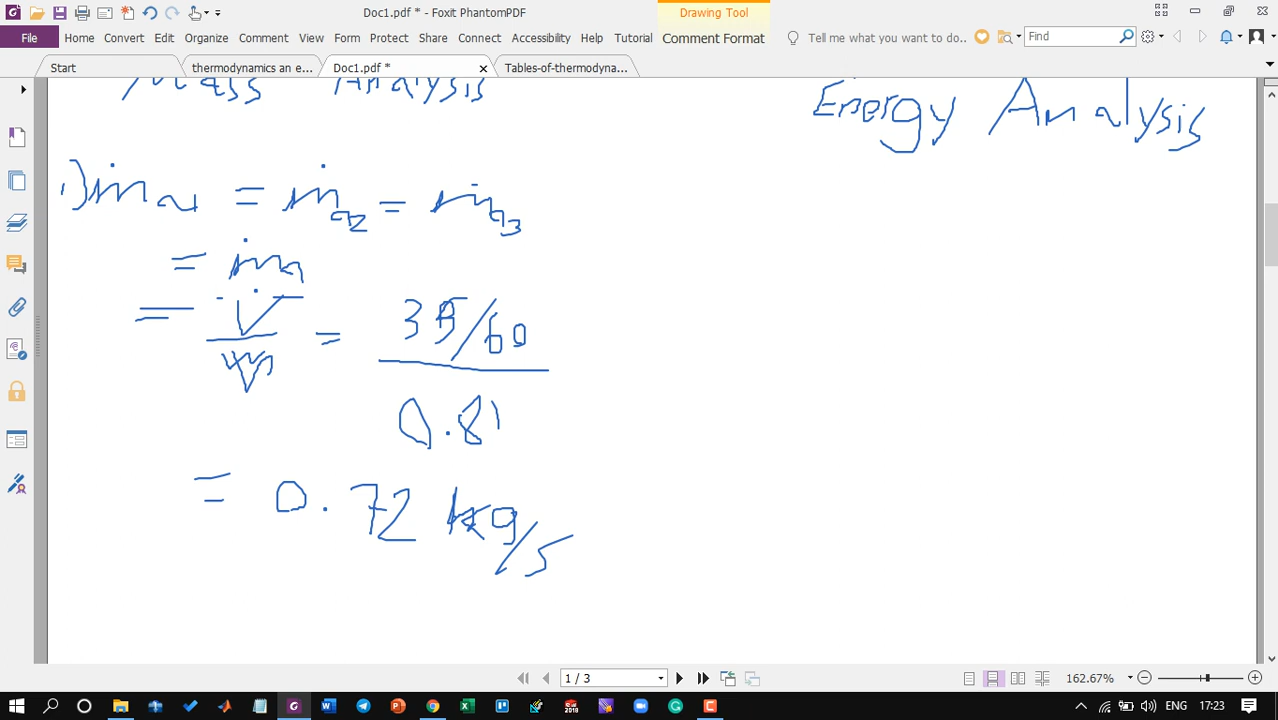 Doc1.pdf * - Foxit PhantomPDF
Drawing Tool
File Home Convert Edit Organize Comment View Form Protect Share Connect Accessibility Help Tutorial Comment Format Tell me what you want to do.. Find
Start thermodynamics an e... Doc1.pdf * Tables-of-thermodyna...
Mass Analysis
Energy Analysis
1) ṁa1 = ṁa2 = ṁa3
= ṁa
= V̇ / = 35/60
0.81
= 0.72 kg/s
1 / 3 162.67%
ENG 17:23